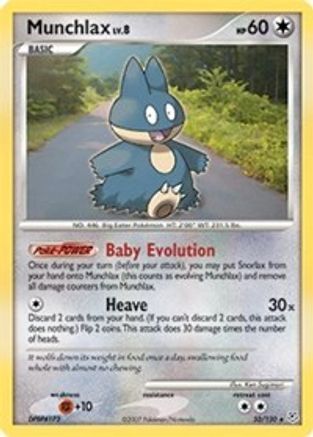 Munchlax LV.8
HP 60
BASIC
NO. 446 Big Eater Pokémon HT: 2'00" WT: 231.5 lbs.
Poké-POWER Baby Evolution
Once during your turn (before your attack), you may put Snorlax from
your hand onto Munchlax (this counts as evolving Munchlax) and remove
all damage counters from Munchlax.
Heave 30x
Discard 2 cards from your hand. (If you can't discard 2 cards, this attack
does nothing.) Flip 2 coins. This attack does 30 damage times the number
of heads.
It wolfs down its weight in food once a day, swallowing food
whole with almost no chewing.
Illus. Ken Sugimori
weakness resistance retreat cost
+10
©2007 Pokémon/Nintendo